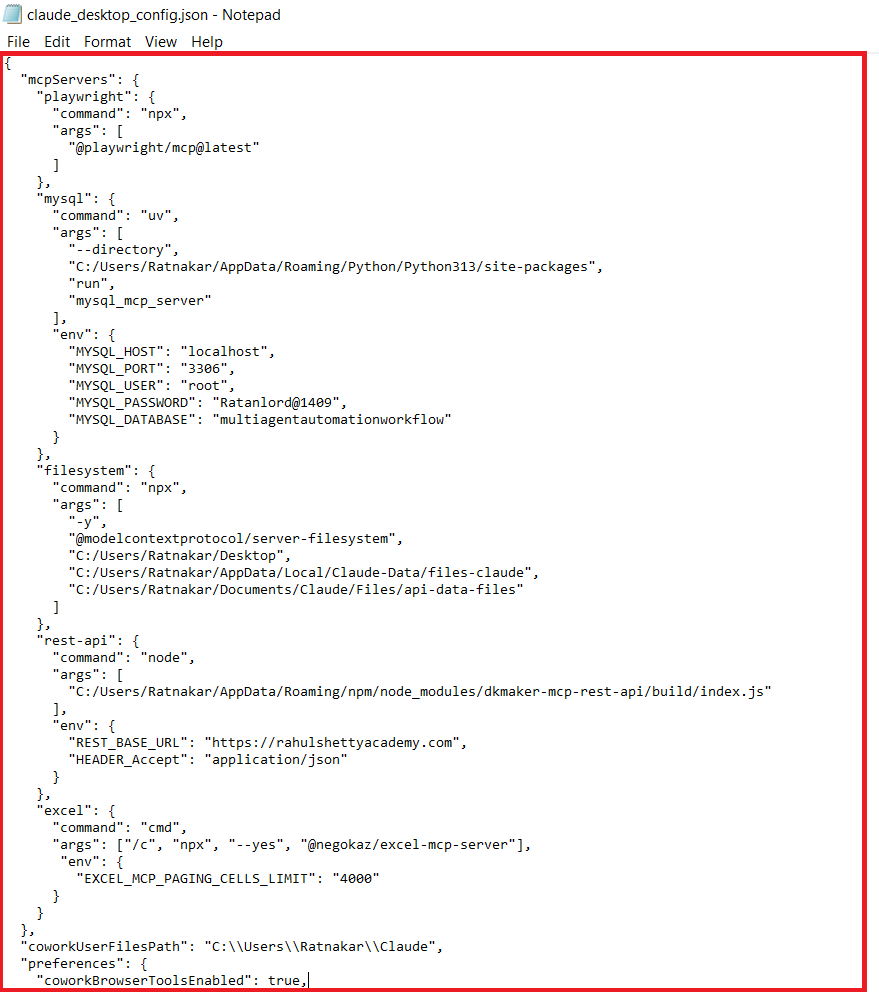 claude_desktop_config.json - Notepad
File Edit Format View Help
{
  "mcpServers": {
    "playwright": {
      "command": "npx",
      "args": [
        "@playwright/mcp@latest"
      ]
    },
    "mysql": {
      "command": "uv",
      "args": [
        "--directory",
        "C:/Users/Ratnakar/AppData/Roaming/Python/Python313/site-packages",
        "run",
        "mysql_mcp_server"
      ],
      "env": {
        "MYSQL_HOST": "localhost",
        "MYSQL_PORT": "3306",
        "MYSQL_USER": "root",
        "MYSQL_PASSWORD": "Ratanlord@1409",
        "MYSQL_DATABASE": "multiagentautomationworkflow"
      }
    },
    "filesystem": {
      "command": "npx",
      "args": [
        "-y",
        "@modelcontextprotocol/server-filesystem",
        "C:/Users/Ratnakar/Desktop",
        "C:/Users/Ratnakar/AppData/Local/Claude-Data/files-claude",
        "C:/Users/Ratnakar/Documents/Claude/Files/api-data-files"
      ]
    },
    "rest-api": {
      "command": "node",
      "args": [
        "C:/Users/Ratnakar/AppData/Roaming/npm/node_modules/dkmaker-mcp-rest-api/build/index.js"
      ],
      "env": {
        "REST_BASE_URL": "https://rahulshettyacademy.com",
        "HEADER_Accept": "application/json"
      }
    },
    "excel": {
      "command": "cmd",
      "args": ["/c", "npx", "--yes", "@negokaz/excel-mcp-server"],
       "env": {
         "EXCEL_MCP_PAGING_CELLS_LIMIT": "4000"
      }
    }
  },
  "coworkUserFilesPath": "C:\\Users\\Ratnakar\\Claude",
  "preferences": {
    "coworkBrowserToolsEnabled": true,